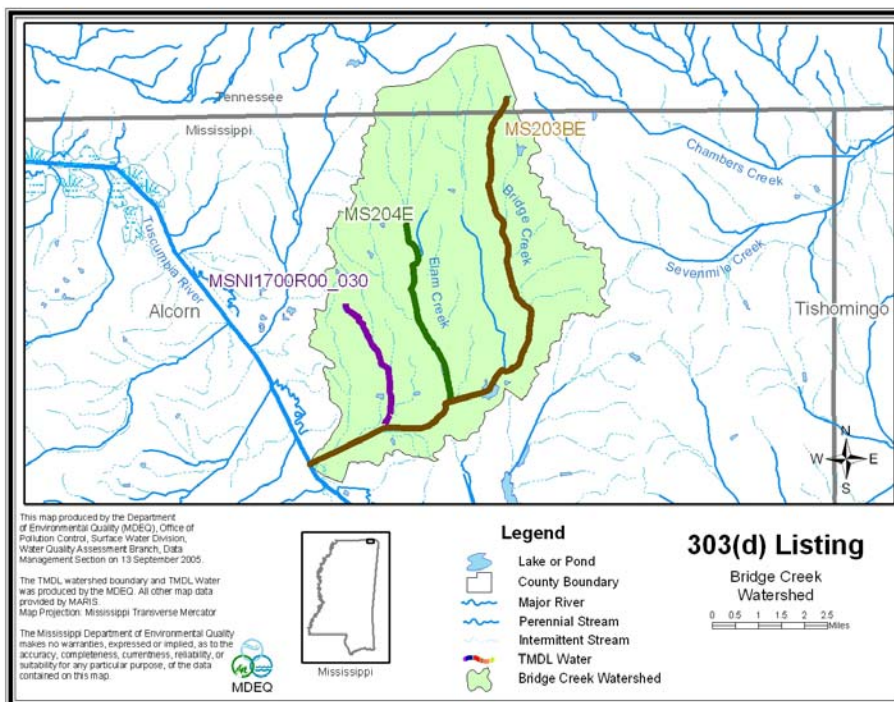 Tennessee
Mississippi
MS203BE
Chambers Creek
Tuscumbia River
MS204E
Bridge Creek
Elam Creek
Sevenmile Creek
MSNI1700R00_030
Alcorn
Tishomingo
N
W E
S
This map produced by the Department
of Environmental Quality (MDEQ), Office of
Pollution Control, Surface Water Division,
Water Quality Assessment Branch, Data
Management Section on 13 September 2005.
The TMDL watershed boundary and TMDL Water
was produced by the MDEQ. All other map data
provided by MARIS.
Map Projection: Mississippi Transverse Mercator
The Mississippi Department of Environmental Quality
makes no warranties, expressed or implied, as to the
accuracy, completeness, currentness, reliability, or
suitability for any particular purpose, of the data
contained on this map.
MDEQ
Mississippi
Legend
Lake or Pond
County Boundary
Major River
Perennial Stream
Intermittent Stream
TMDL Water
Bridge Creek Watershed
303(d) Listing
Bridge Creek
Watershed
0 0.5 1 1.5 2 2.5
Miles